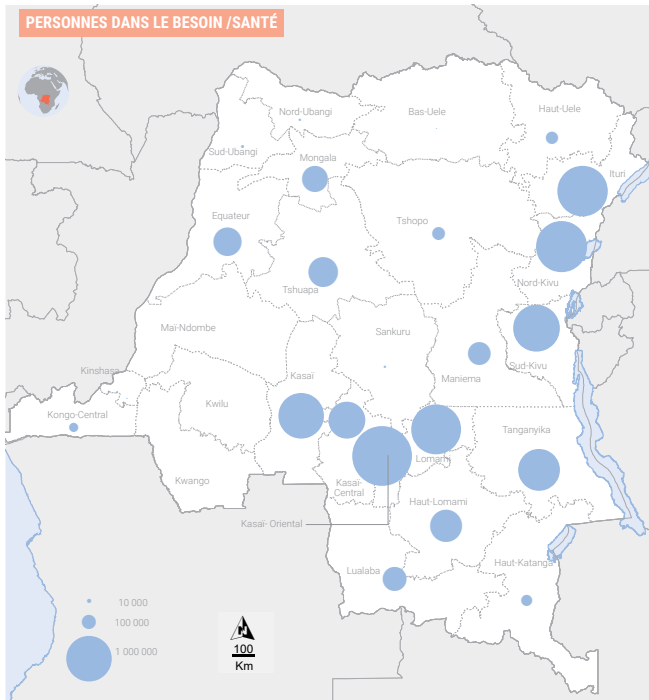 PERSONNES DANS LE BESOIN /SANTÉ
Nord-Ubangi
Bas-Uele
Haut-Uele
Sud-Ubangi
Mongala
Ituri
Equateur
Tshopo
Tshuapa
Nord-Kivu
Maï-Ndombe
Sankuru
Sud-Kivu
Kinshasa
Kasaï
Maniema
Kwilu
Kongo-Central
Tanganyika
Lomami
Kwango
Kasaï-
Central
Haut-Lomami
Kasaï- Oriental
Haut-Katanga
Lualaba
10 000
100 000
1 000 000
100
Km